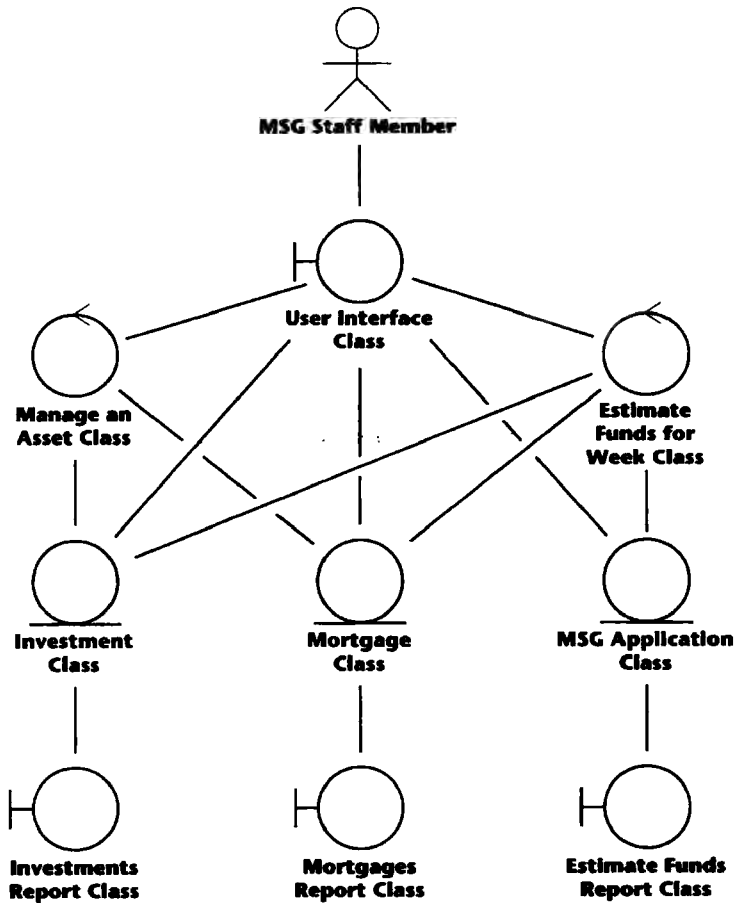 MSG Staff Member
User Interface
Class
Manage an
Asset Class
Estimate
Funds for
Week Class
Investment
Class
Mortgage
Class
MSG Application
Class
Investments
Report Class
Mortgages
Report Class
Estimate Funds
Report Class